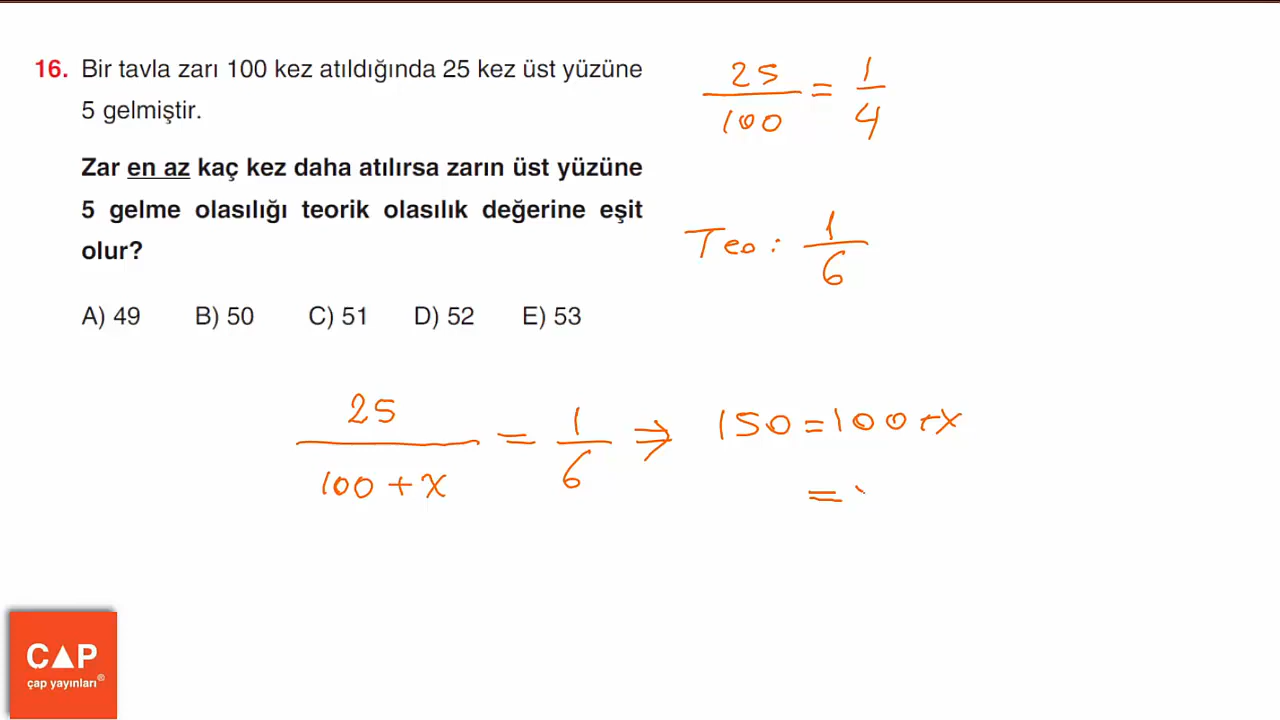 16. Bir tavla zarı 100 kez atıldığında 25 kez üst yüzüne
5 gelmiştir.
Zar en az kaç kez daha atılırsa zarın üst yüzüne
5 gelme olasılığı teorik olasılık değerine eşit
olur?
A) 49 B) 50 C) 51 D) 52 E) 53
25/100 = 1/4
Teo: 1/6
25/(100 + x) = 1/6 ⇒ 150 = 100 + x
=
CAP
çap yayınları®